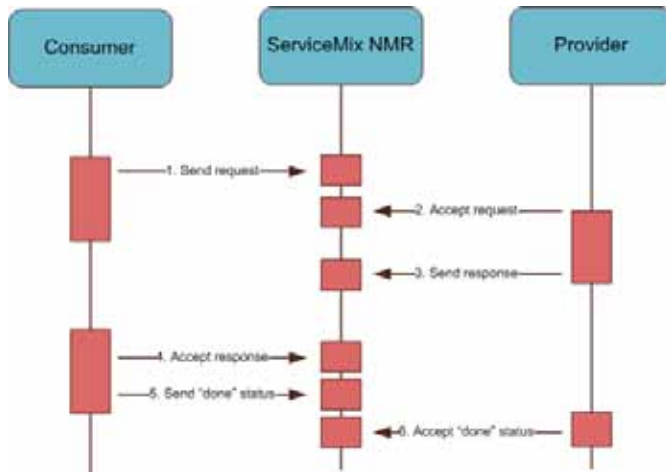 Consumer
ServiceMix NMR
Provider
1. Send request
2. Accept request
3. Send response
4. Accept response
5. Send "done" status
6. Accept "done" status